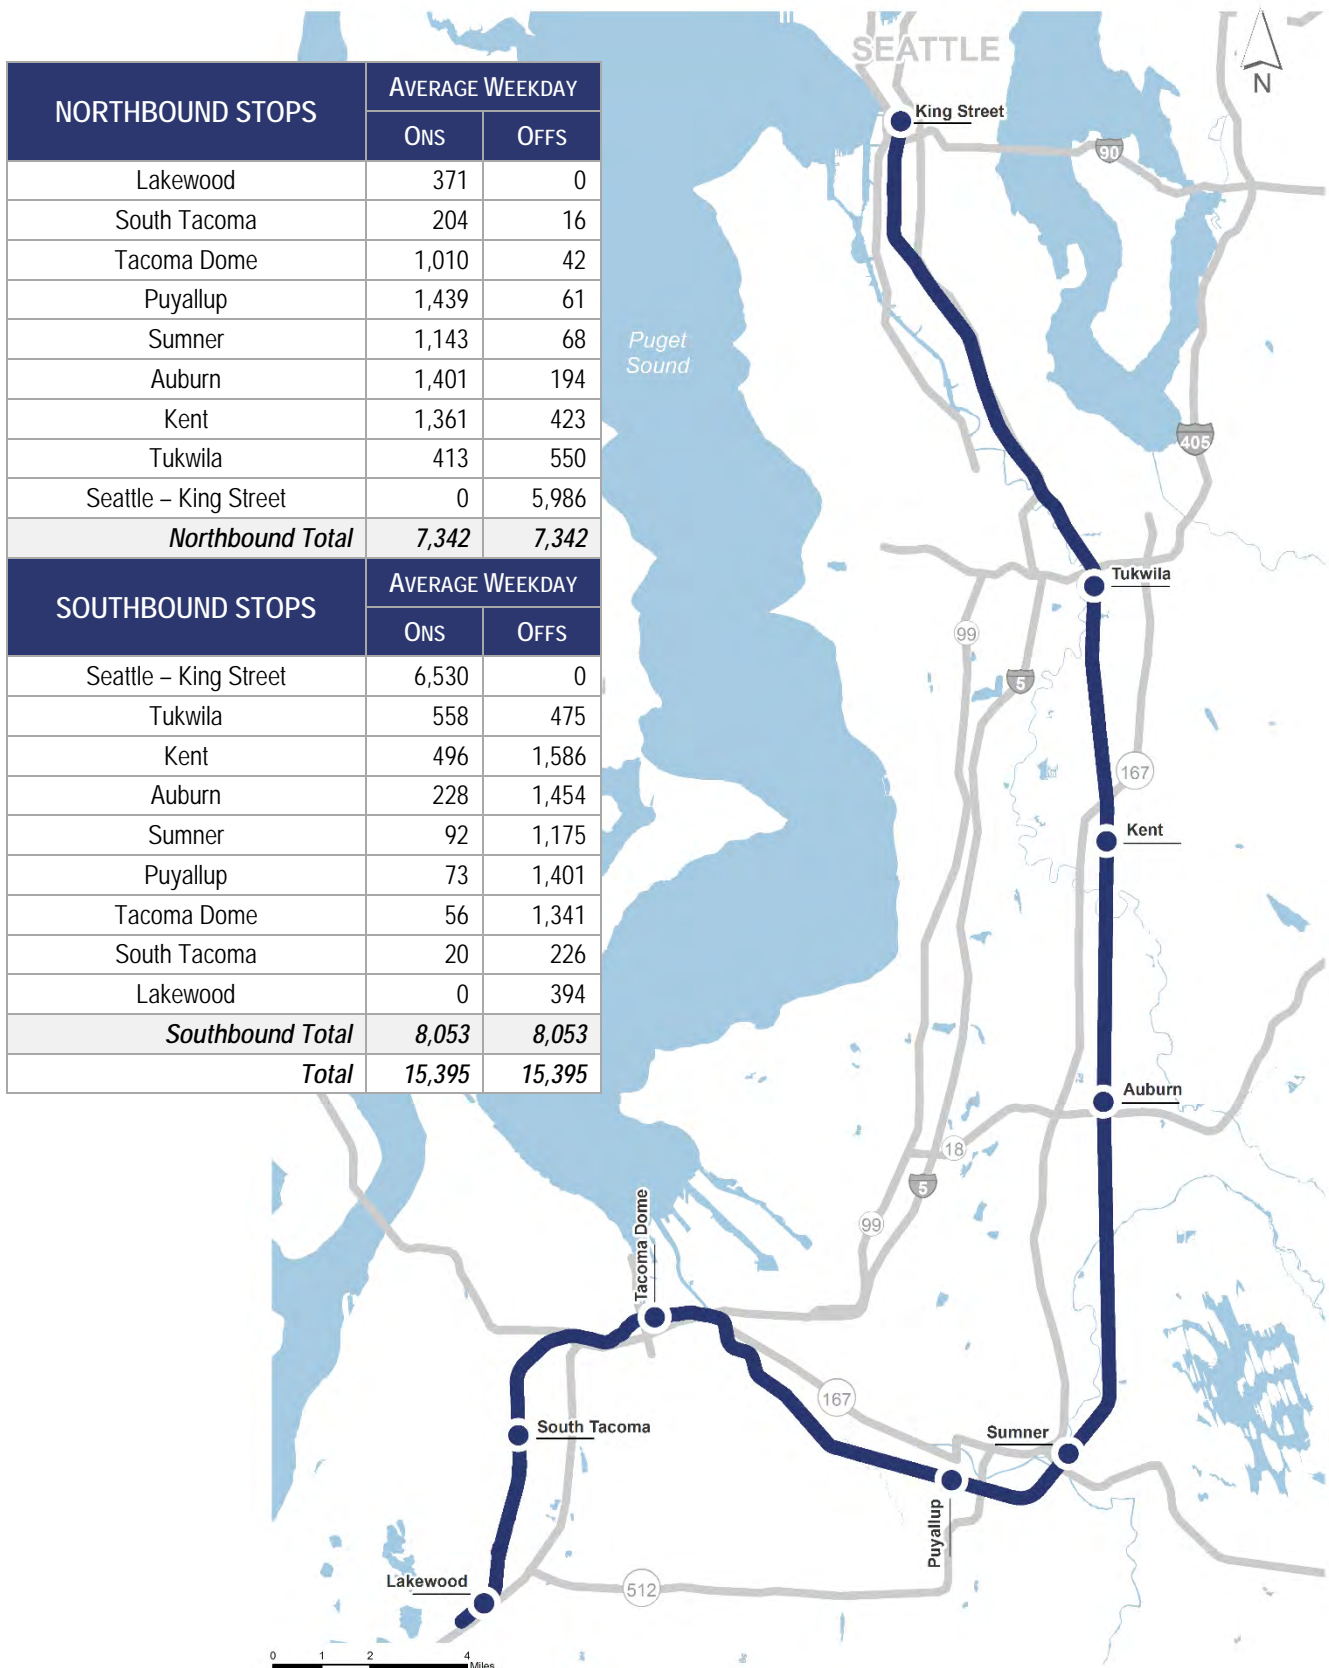 NORTHBOUND STOPS
AVERAGE WEEKDAY
ONS OFFS
Lakewood 371 0
South Tacoma 204 16
Tacoma Dome 1,010 42
Puyallup 1,439 61
Sumner 1,143 68
Auburn 1,401 194
Kent 1,361 423
Tukwila 413 550
Seattle – King Street 0 5,986
Northbound Total 7,342 7,342
SOUTHBOUND STOPS
AVERAGE WEEKDAY
ONS OFFS
Seattle – King Street 6,530 0
Tukwila 558 475
Kent 496 1,586
Auburn 228 1,454
Sumner 92 1,175
Puyallup 73 1,401
Tacoma Dome 56 1,341
South Tacoma 20 226
Lakewood 0 394
Southbound Total 8,053 8,053
Total 15,395 15,395
SEATTLE
N
King Street
90
Puget
Sound
405
Tukwila
99
5
167
Kent
Auburn
18
5
99
Tacoma Dome
167
South Tacoma
Sumner
Puyallup
Lakewood
512
0 1 2 4
Miles